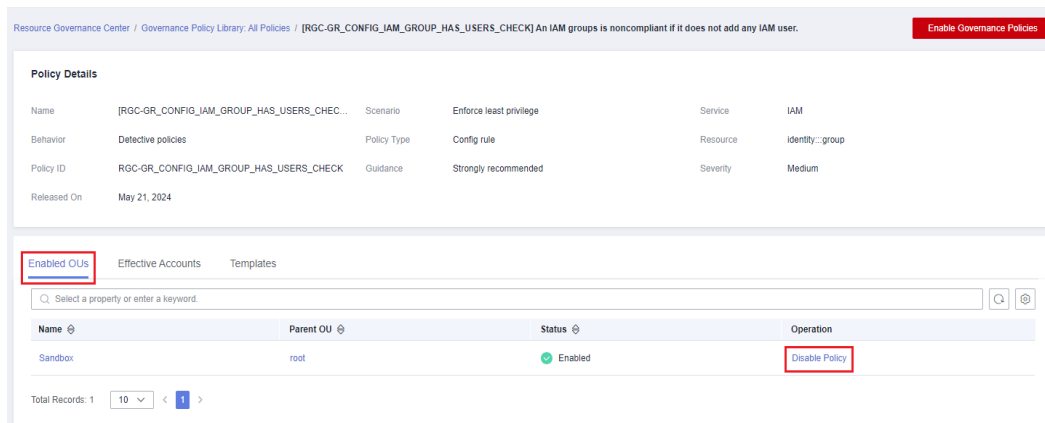 Resource Governance Center / Governance Policy Library: All Policies / [RGC-GR_CONFIG_IAM_GROUP_HAS_USERS_CHECK] An IAM groups is noncompliant if it does not add any IAM user. Enable Governance Policies
Policy Details
Name [RGC-GR_CONFIG_IAM_GROUP_HAS_USERS_CHEC... Scenario Enforce least privilege Service IAM
Behavior Detective policies Policy Type Config rule Resource identity:::group
Policy ID RGC-GR_CONFIG_IAM_GROUP_HAS_USERS_CHECK Guidance Strongly recommended Severity Medium
Released On May 21, 2024
Enabled OUs Effective Accounts Templates
Select a property or enter a keyword.
Name Parent OU Status Operation
Sandbox root Enabled Disable Policy
Total Records: 1 10 < 1 >